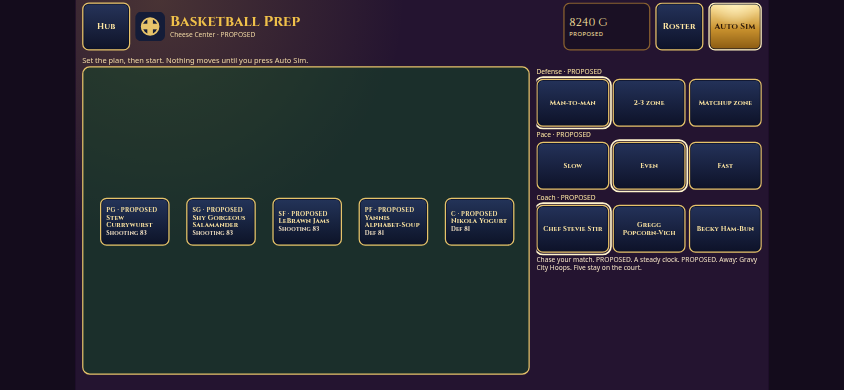 Hub
Basketball Prep
Cheese Center · PROPOSED
8240 G
PROPOSED
Roster
Auto Sim
Set the plan, then start. Nothing moves until you press Auto Sim.
Defense · PROPOSED
Man-to-man
2-3 zone
Matchup zone
Pace · PROPOSED
Slow
Even
Fast
Coach · PROPOSED
Chef Stevie Stir
Gregg
Popcorn-Vich
Becky Ham-Bun
Chase your match. PROPOSED. A steady clock. PROPOSED. Away: Gravy
City Hoops. Five stay on the court.
PG · PROPOSED
Stew
Currywurst
Shooting 83
SG · PROPOSED
Shy Gorgeous
Salamander
Shooting 83
SF · PROPOSED
LeBrawn Jams
Shooting 83
PF · PROPOSED
Yannis
Alphabet-Soup
Def 81
C · PROPOSED
Nikola Yogurt
Def 81